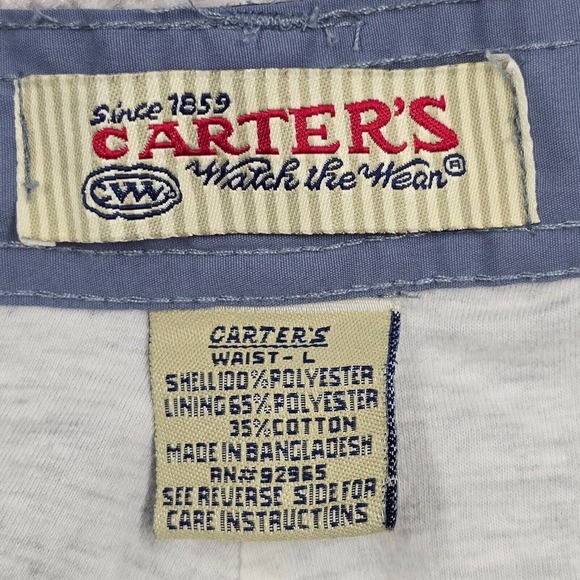 Since 1859
CARTER'S
Watch the Wear®
CWW
CARTER'S
WAIST - L
SHELL 100% POLYESTER
LINING 65% POLYESTER
35% COTTON
MADE IN BANGLADESH
RN# 92965
SEE REVERSE SIDE FOR
CARE INSTRUCTIONS